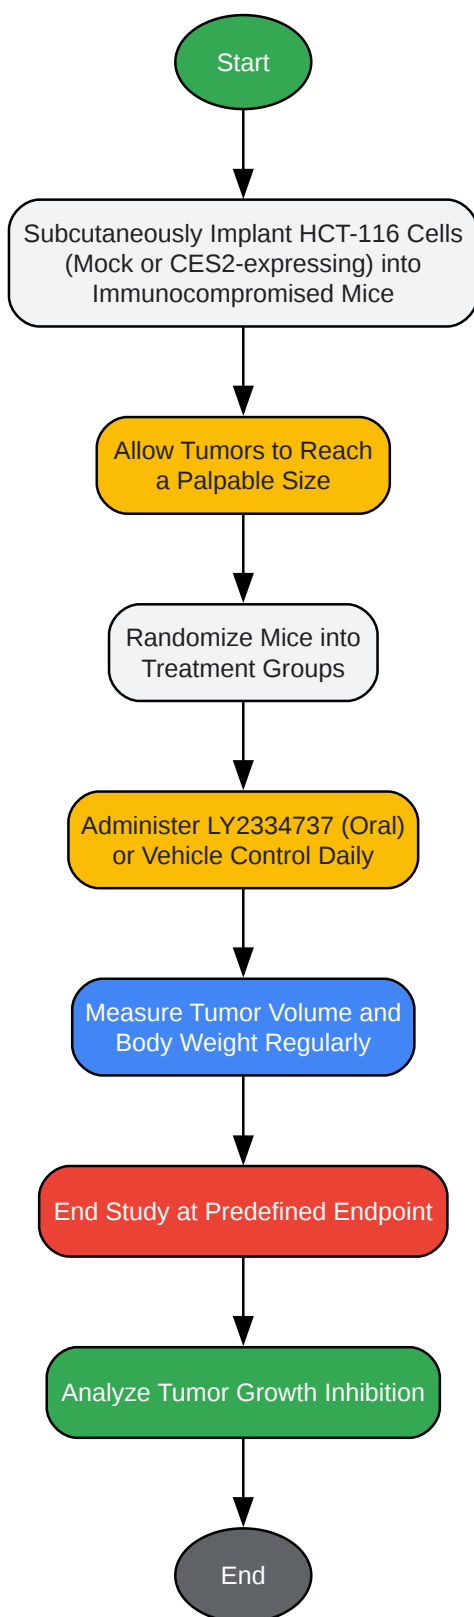 Start
Subcutaneously Implant HCT-116 Cells
(Mock or CES2-expressing) into
Immunocompromised Mice
Allow Tumors to Reach
a Palpable Size
Randomize Mice into
Treatment Groups
Administer LY2334737 (Oral)
or Vehicle Control Daily
Measure Tumor Volume and
Body Weight Regularly
End Study at Predefined Endpoint
Analyze Tumor Growth Inhibition
End